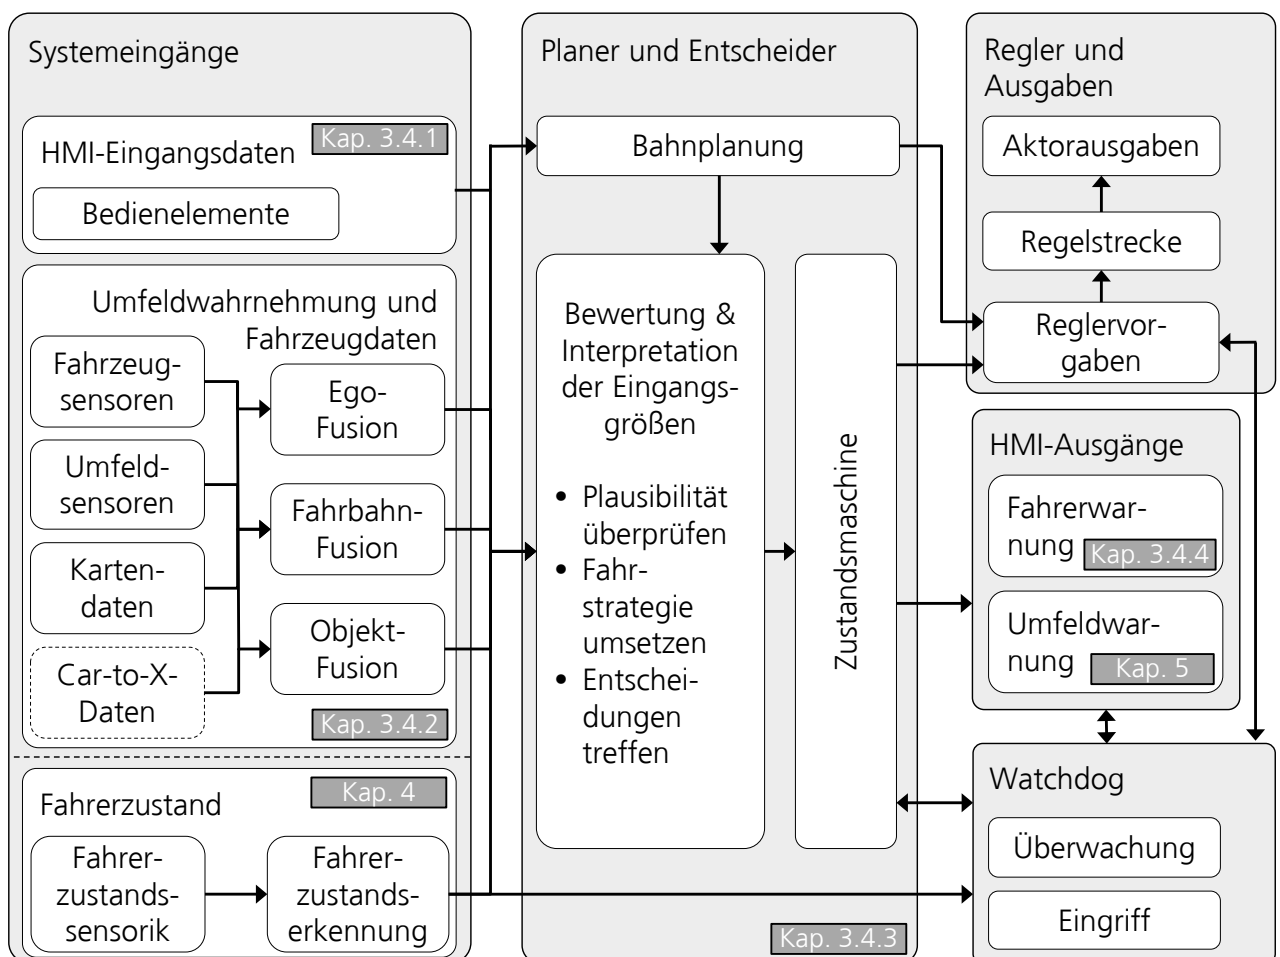 Systemeingänge
HMI-Eingangsdaten
Kap. 3.4.1
Bedienelemente
Umfeldwahrnehmung und
Fahrzeugdaten
Fahrzeug-
sensoren
Umfeld-
sensoren
Karten-
daten
Car-to-X-
Daten
Ego-
Fusion
Fahrbahn-
Fusion
Objekt-
Fusion
Kap. 3.4.2
Fahrerzustand
Kap. 4
Fahrer-
zustands-
sensorik
Fahrer-
zustands-
erkennung
Planer und Entscheider
Bahnplanung
Bewertung &
Interpretation
der Eingangs-
größen
• Plausibilität
überprüfen
• Fahr-
strategie
umsetzen
• Entschei-
dungen
treffen
Zustandsmaschine
Kap. 3.4.3
Regler und
Ausgaben
Aktorausgaben
Regelstrecke
Reglervor-
gaben
HMI-Ausgänge
Fahrerwar-
nung
Kap. 3.4.4
Umfeldwar-
nung
Kap. 5
Watchdog
Überwachung
Eingriff